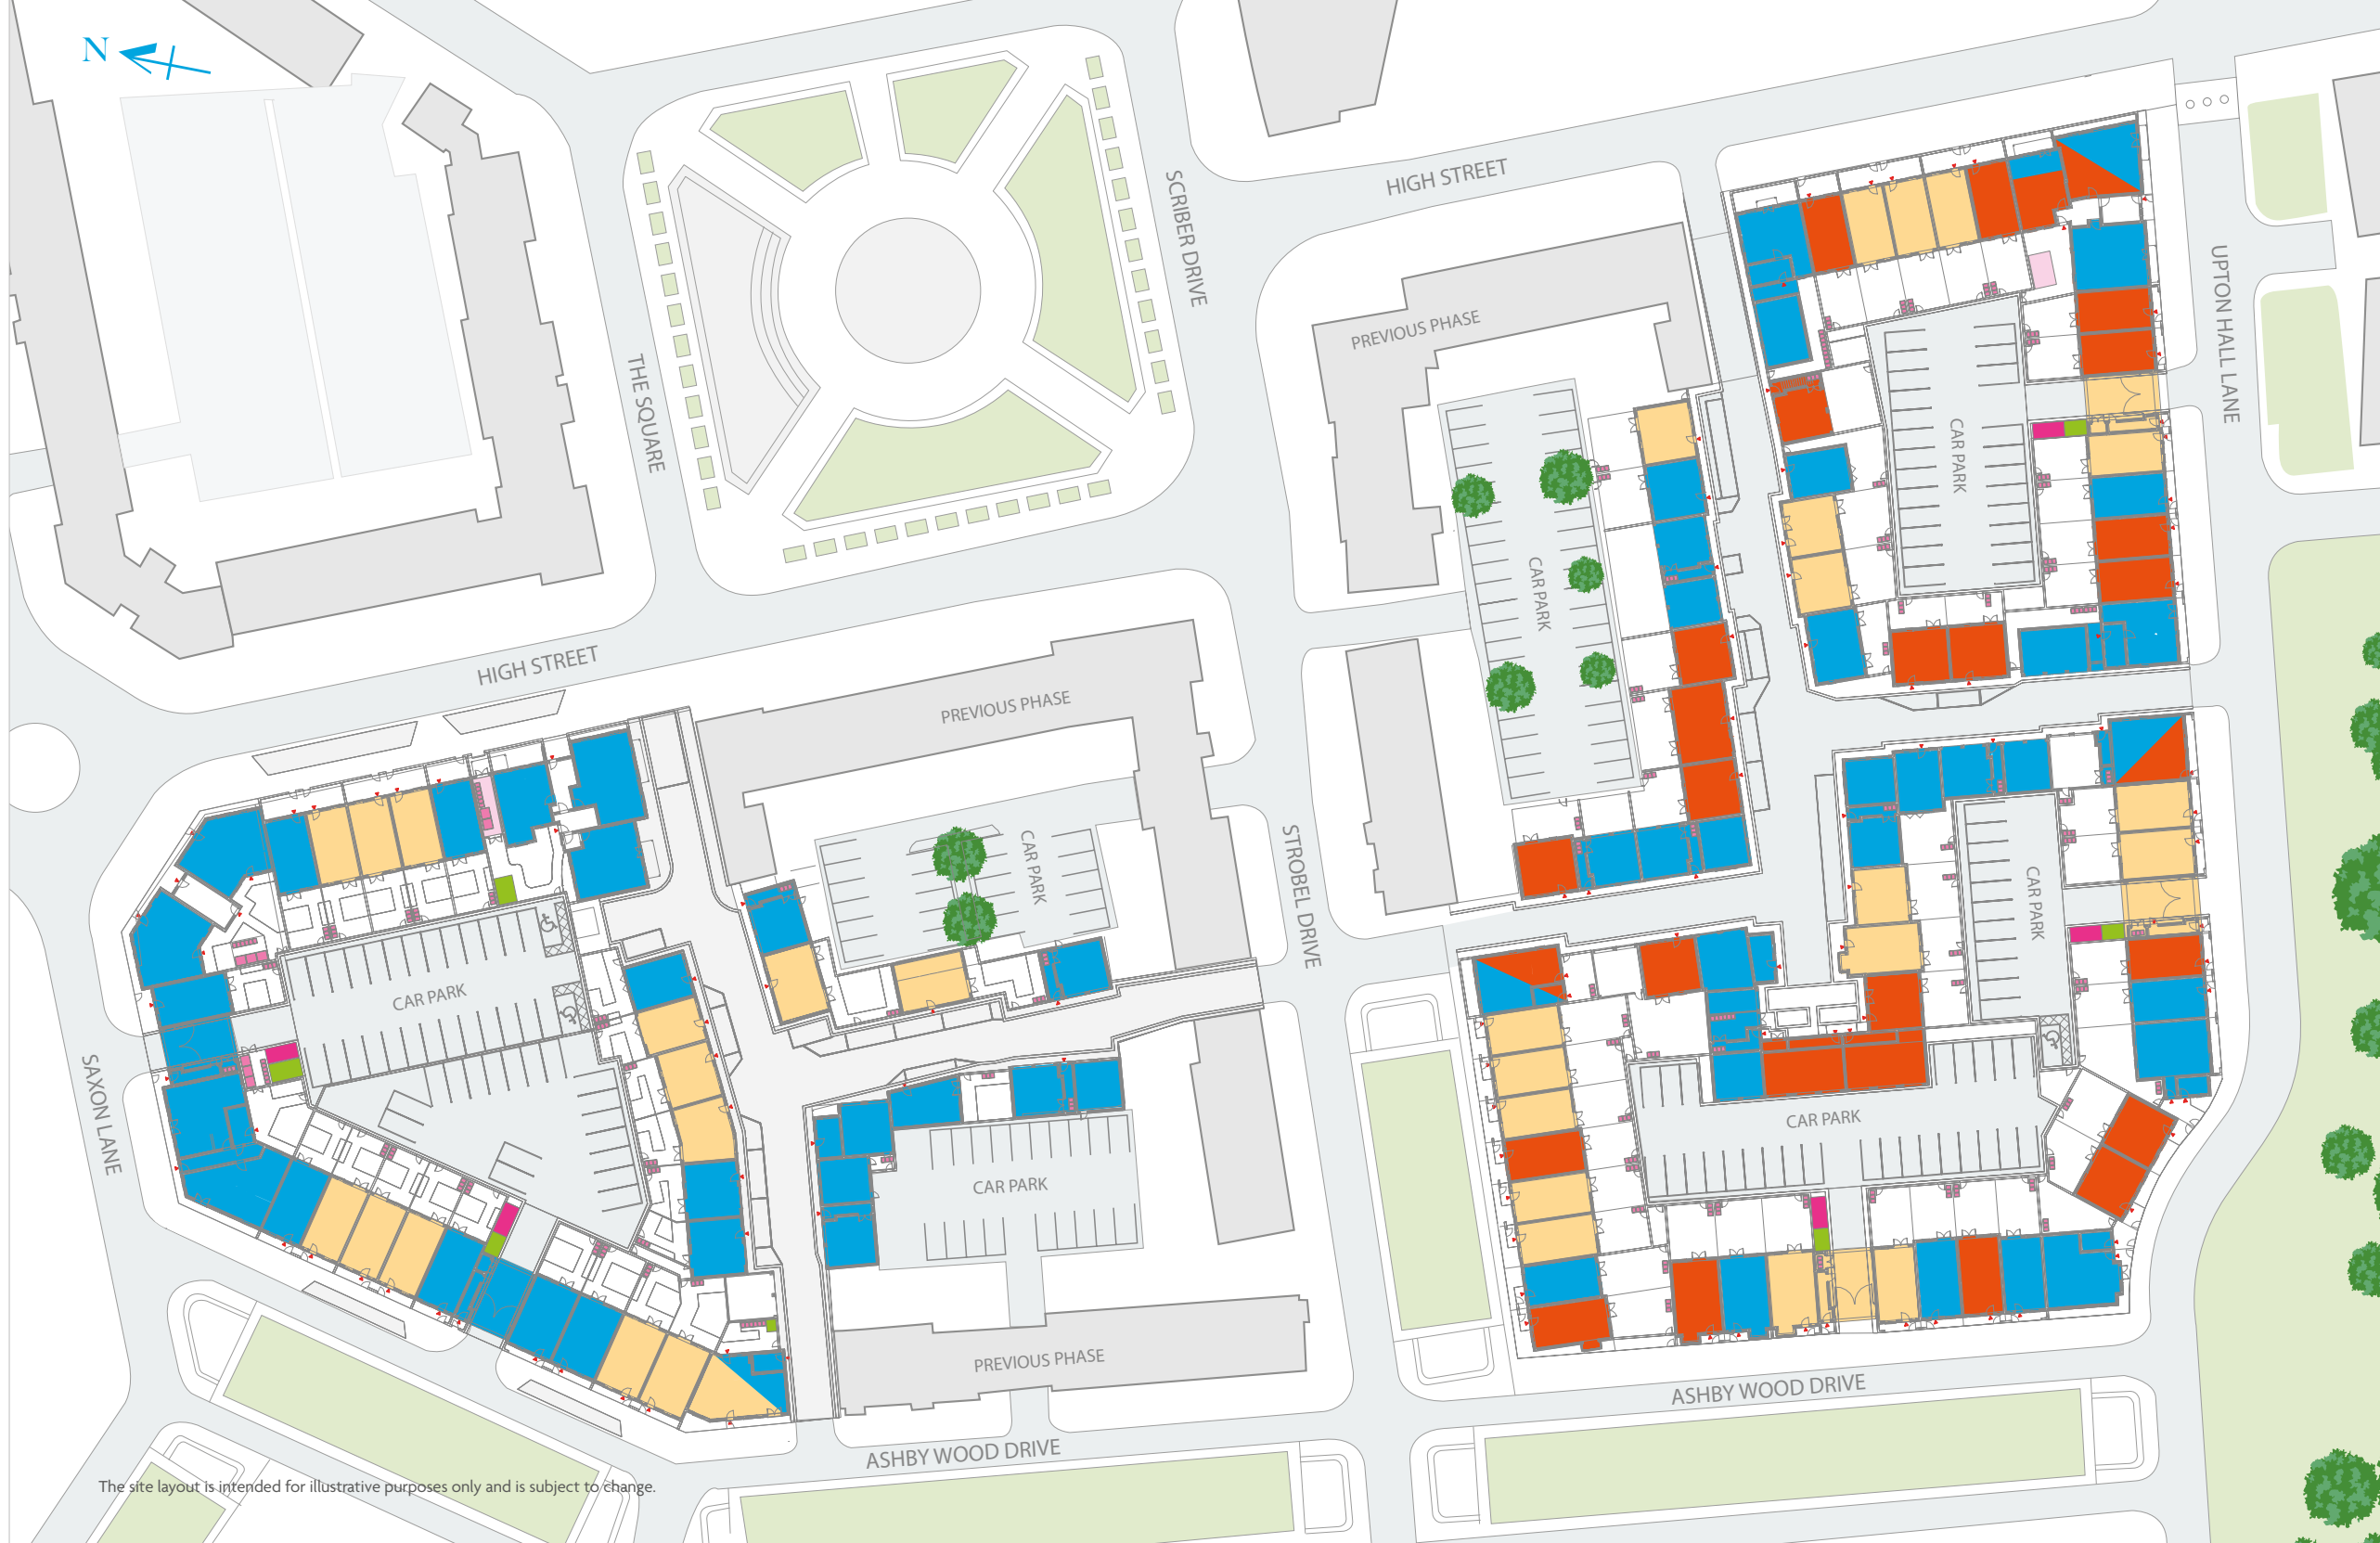 N
HIGH STREET
SCRIBER DRIVE
UPTON HALL LANE
PREVIOUS PHASE
THE SQUARE
CAR PARK
CAR PARK
HIGH STREET
PREVIOUS PHASE
CAR PARK
STROBEL DRIVE
CAR PARK
CAR PARK
SAXON LANE
CAR PARK
CAR PARK
PREVIOUS PHASE
ASHBY WOOD DRIVE
ASHBY WOOD DRIVE
The site layout is intended for illustrative purposes only and is subject to change.